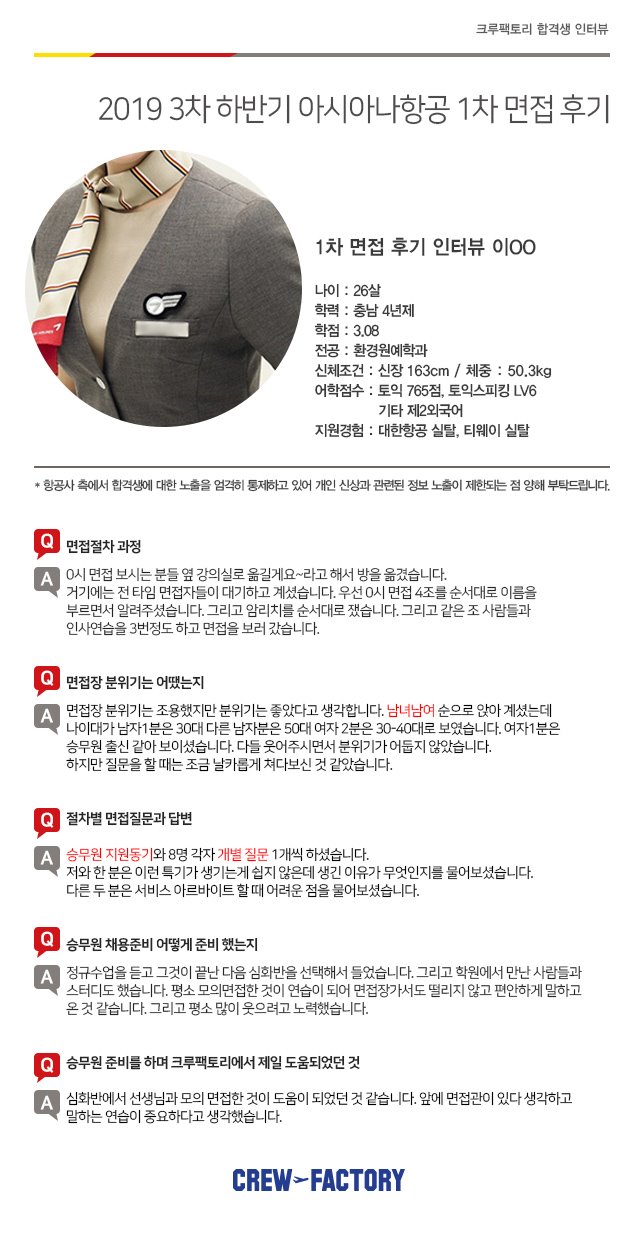 크루팩토리 합격생 인터뷰
2019 3차 하반기 아시아나항공 1차 면접 후기
1차 면접 후기 인터뷰 이OO
나이 : 26살
학력 : 충남 4년제
학점 : 3.08
전공 : 환경원예학과
신체조건 : 신장 163cm / 체중 : 50.3kg
어학점수 : 토익 765점, 토익스피킹 LV6
기타 제2외국어
지원경험 : 대한항공 실탈, 티웨이 실탈
* 항공사 측에서 합격생에 대한 노출을 엄격히 통제하고 있어 개인 신상과 관련된 정보 노출이 제한되는 점 양해 부탁드립니다.
Q 면접절차 과정
A 0시 면접 보시는 분들 옆 강의실로 옮길게요~라고 해서 방을 옮겼습니다.
거기에는 전 타임 면접자들이 대기하고 계셨습니다. 우선 0시 면접 4조를 순서대로 이름을
부르면서 알려주셨습니다. 그리고 암리치를 순서대로 쟀습니다. 그리고 같은 조 사람들과
인사연습을 3번정도 하고 면접을 보러 갔습니다.
Q 면접장 분위기는 어땠는지
A 면접장 분위기는 조용했지만 분위기는 좋았다고 생각합니다. 남녀남여 순으로 앉아 계셨는데
나이대가 남자1분은 30대 다른 남자분은 50대 여자 2분은 30-40대로 보였습니다. 여자1분은
승무원 출신 같아 보이셨습니다. 다들 웃어주시면서 분위기가 어둡지 않았습니다.
하지만 질문을 할 때는 조금 날카롭게 쳐다보신 것 같았습니다.
Q 절차별 면접질문과 답변
A 승무원 지원동기와 8명 각자 개별 질문 1개씩 하셨습니다.
저와 한 분은 이런 특기가 생기는게 쉽지 않은데 생긴 이유가 무엇인지를 물어보셨습니다.
다른 두 분은 서비스 아르바이트 할 때 어려운 점을 물어보셨습니다.
Q 승무원 채용준비 어떻게 준비 했는지
A 정규수업을 듣고 그것이 끝난 다음 심화반을 선택해서 들었습니다. 그리고 학원에서 만난 사람들과
스터디도 했습니다. 평소 모의면접한 것이 연습이 되어 면접장가서도 떨리지 않고 편안하게 말하고
온 것 같습니다. 그리고 평소 많이 웃으려고 노력했습니다.
Q 승무원 준비를 하며 크루팩토리에서 제일 도움되었던 것
A 심화반에서 선생님과 모의 면접한 것이 도움이 되었던 것 같습니다. 앞에 면접관이 있다 생각하고
말하는 연습이 중요하다고 생각했습니다.
CREW FACTORY